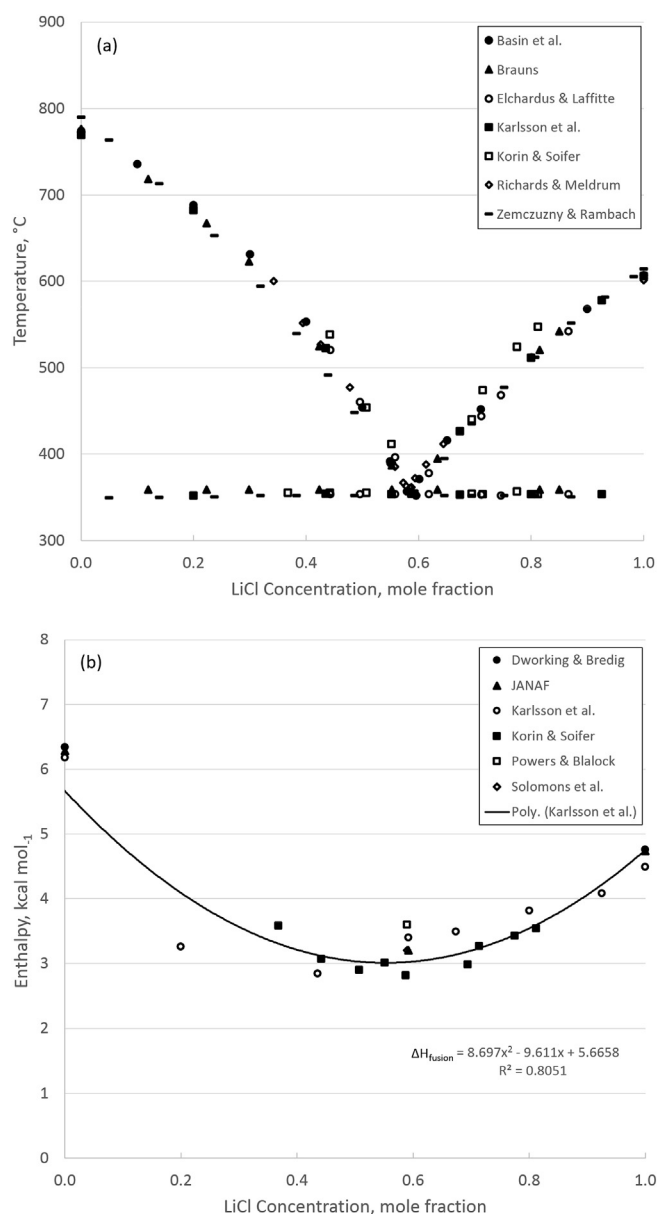 900
(a)
Basin et al.
Brauns
Elchardus & Laffitte
Karlsson et al.
Korin & Soifer
Richards & Meldrum
Zemczuzny & Rambach
800
700
600
500
400
300
Temperature, °C
0.0 0.2 0.4 0.6 0.8 1.0
LiCl Concentration, mole fraction
8
(b)
Dworking & Bredig
JANAF
Karlsson et al.
Korin & Soifer
Powers & Blalock
Solomons et al.
Poly. (Karlsson et al.)
7
6
5
4
3
2
1
0
Enthalpy, kcal mol-1
ΔHfusion = 8.697x² - 9.611x + 5.6658
R² = 0.8051
0.0 0.2 0.4 0.6 0.8 1.0
LiCl Concentration, mole fraction